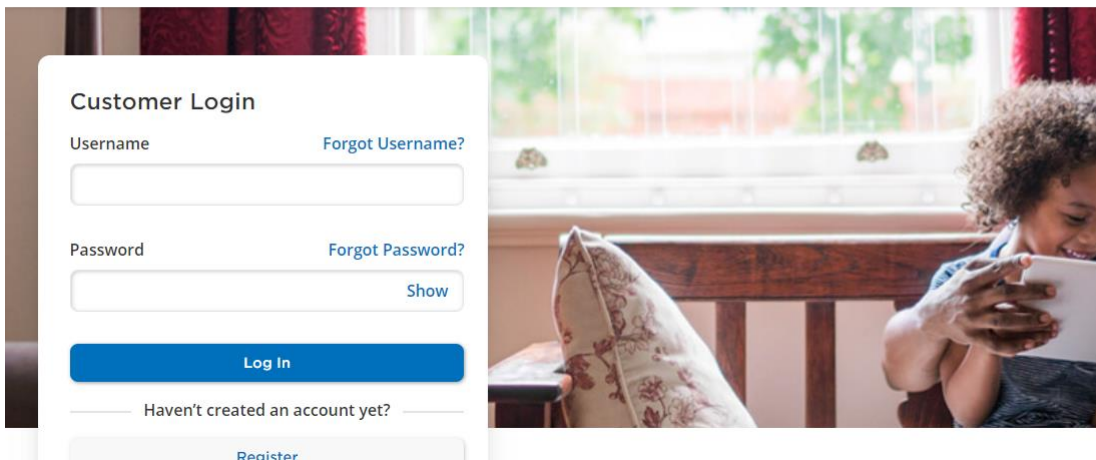 Customer Login
Username Forgot Username?
Password Forgot Password?
Show
Log In
Haven't created an account yet?
Register